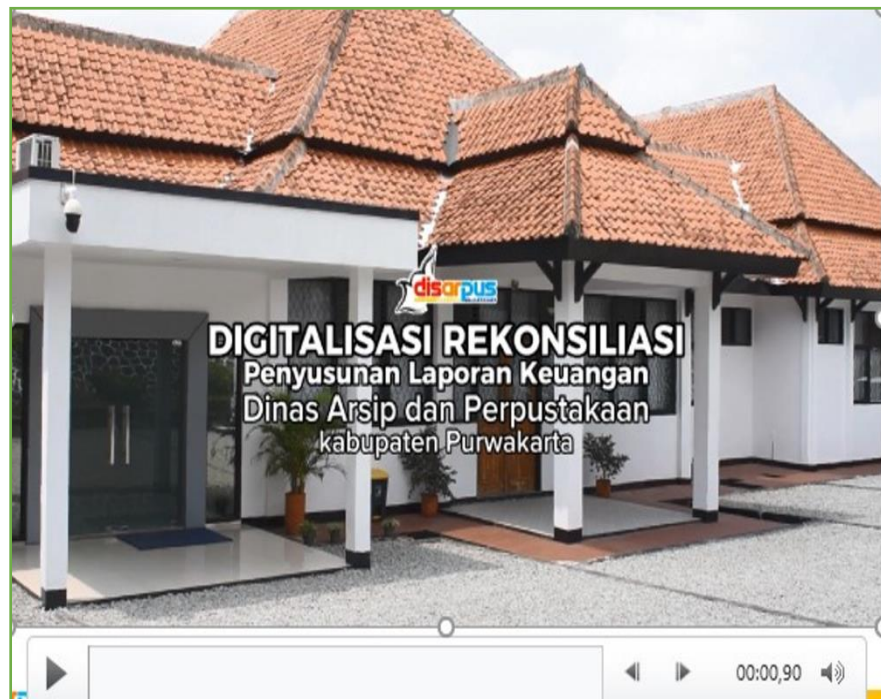 disarpus
DIGITALISASI REKONSILIASI
Penyusunan Laporan Keuangan
Dinas Arsip dan Perpustakaan
kabupaten Purwakarta
00:00,90